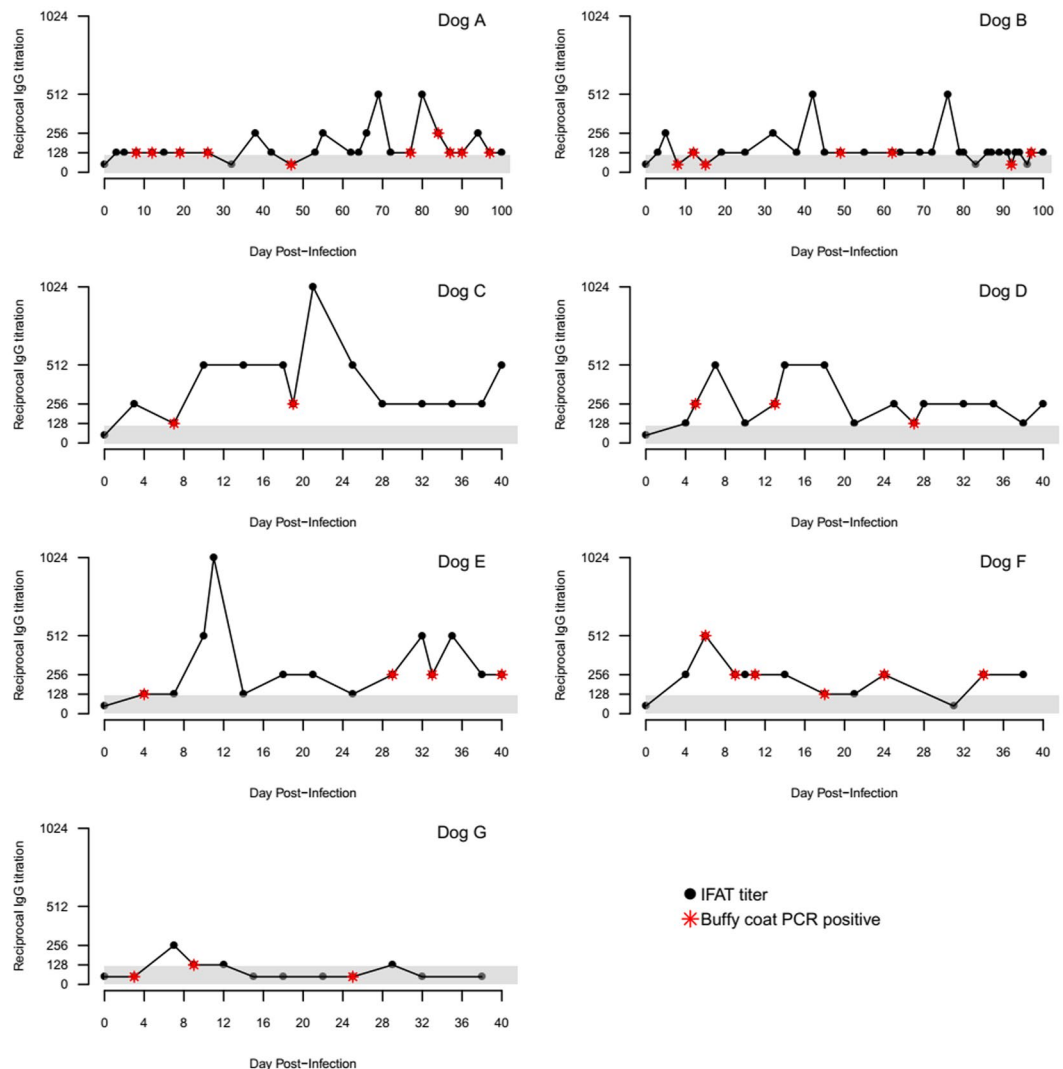 Dog A
Reciprocal IgG titration
1024
512
256
128
0
0 10 20 30 40 50 60 70 80 90 100
Day Post−Infection
Dog B
Reciprocal IgG titration
1024
512
256
128
0
0 10 20 30 40 50 60 70 80 90 100
Day Post−Infection
Dog C
Reciprocal IgG titration
1024
512
256
128
0
0 4 8 12 16 20 24 28 32 36 40
Day Post−Infection
Dog D
Reciprocal IgG titration
1024
512
256
128
0
0 4 8 12 16 20 24 28 32 36 40
Day Post−Infection
Dog E
Reciprocal IgG titration
1024
512
256
128
0
0 4 8 12 16 20 24 28 32 36 40
Day Post−Infection
Dog F
Reciprocal IgG titration
1024
512
256
128
0
0 4 8 12 16 20 24 28 32 36 40
Day Post−Infection
Dog G
Reciprocal IgG titration
1024
512
256
128
0
0 4 8 12 16 20 24 28 32 36 40
Day Post−Infection
IFAT titer
Buffy coat PCR positive